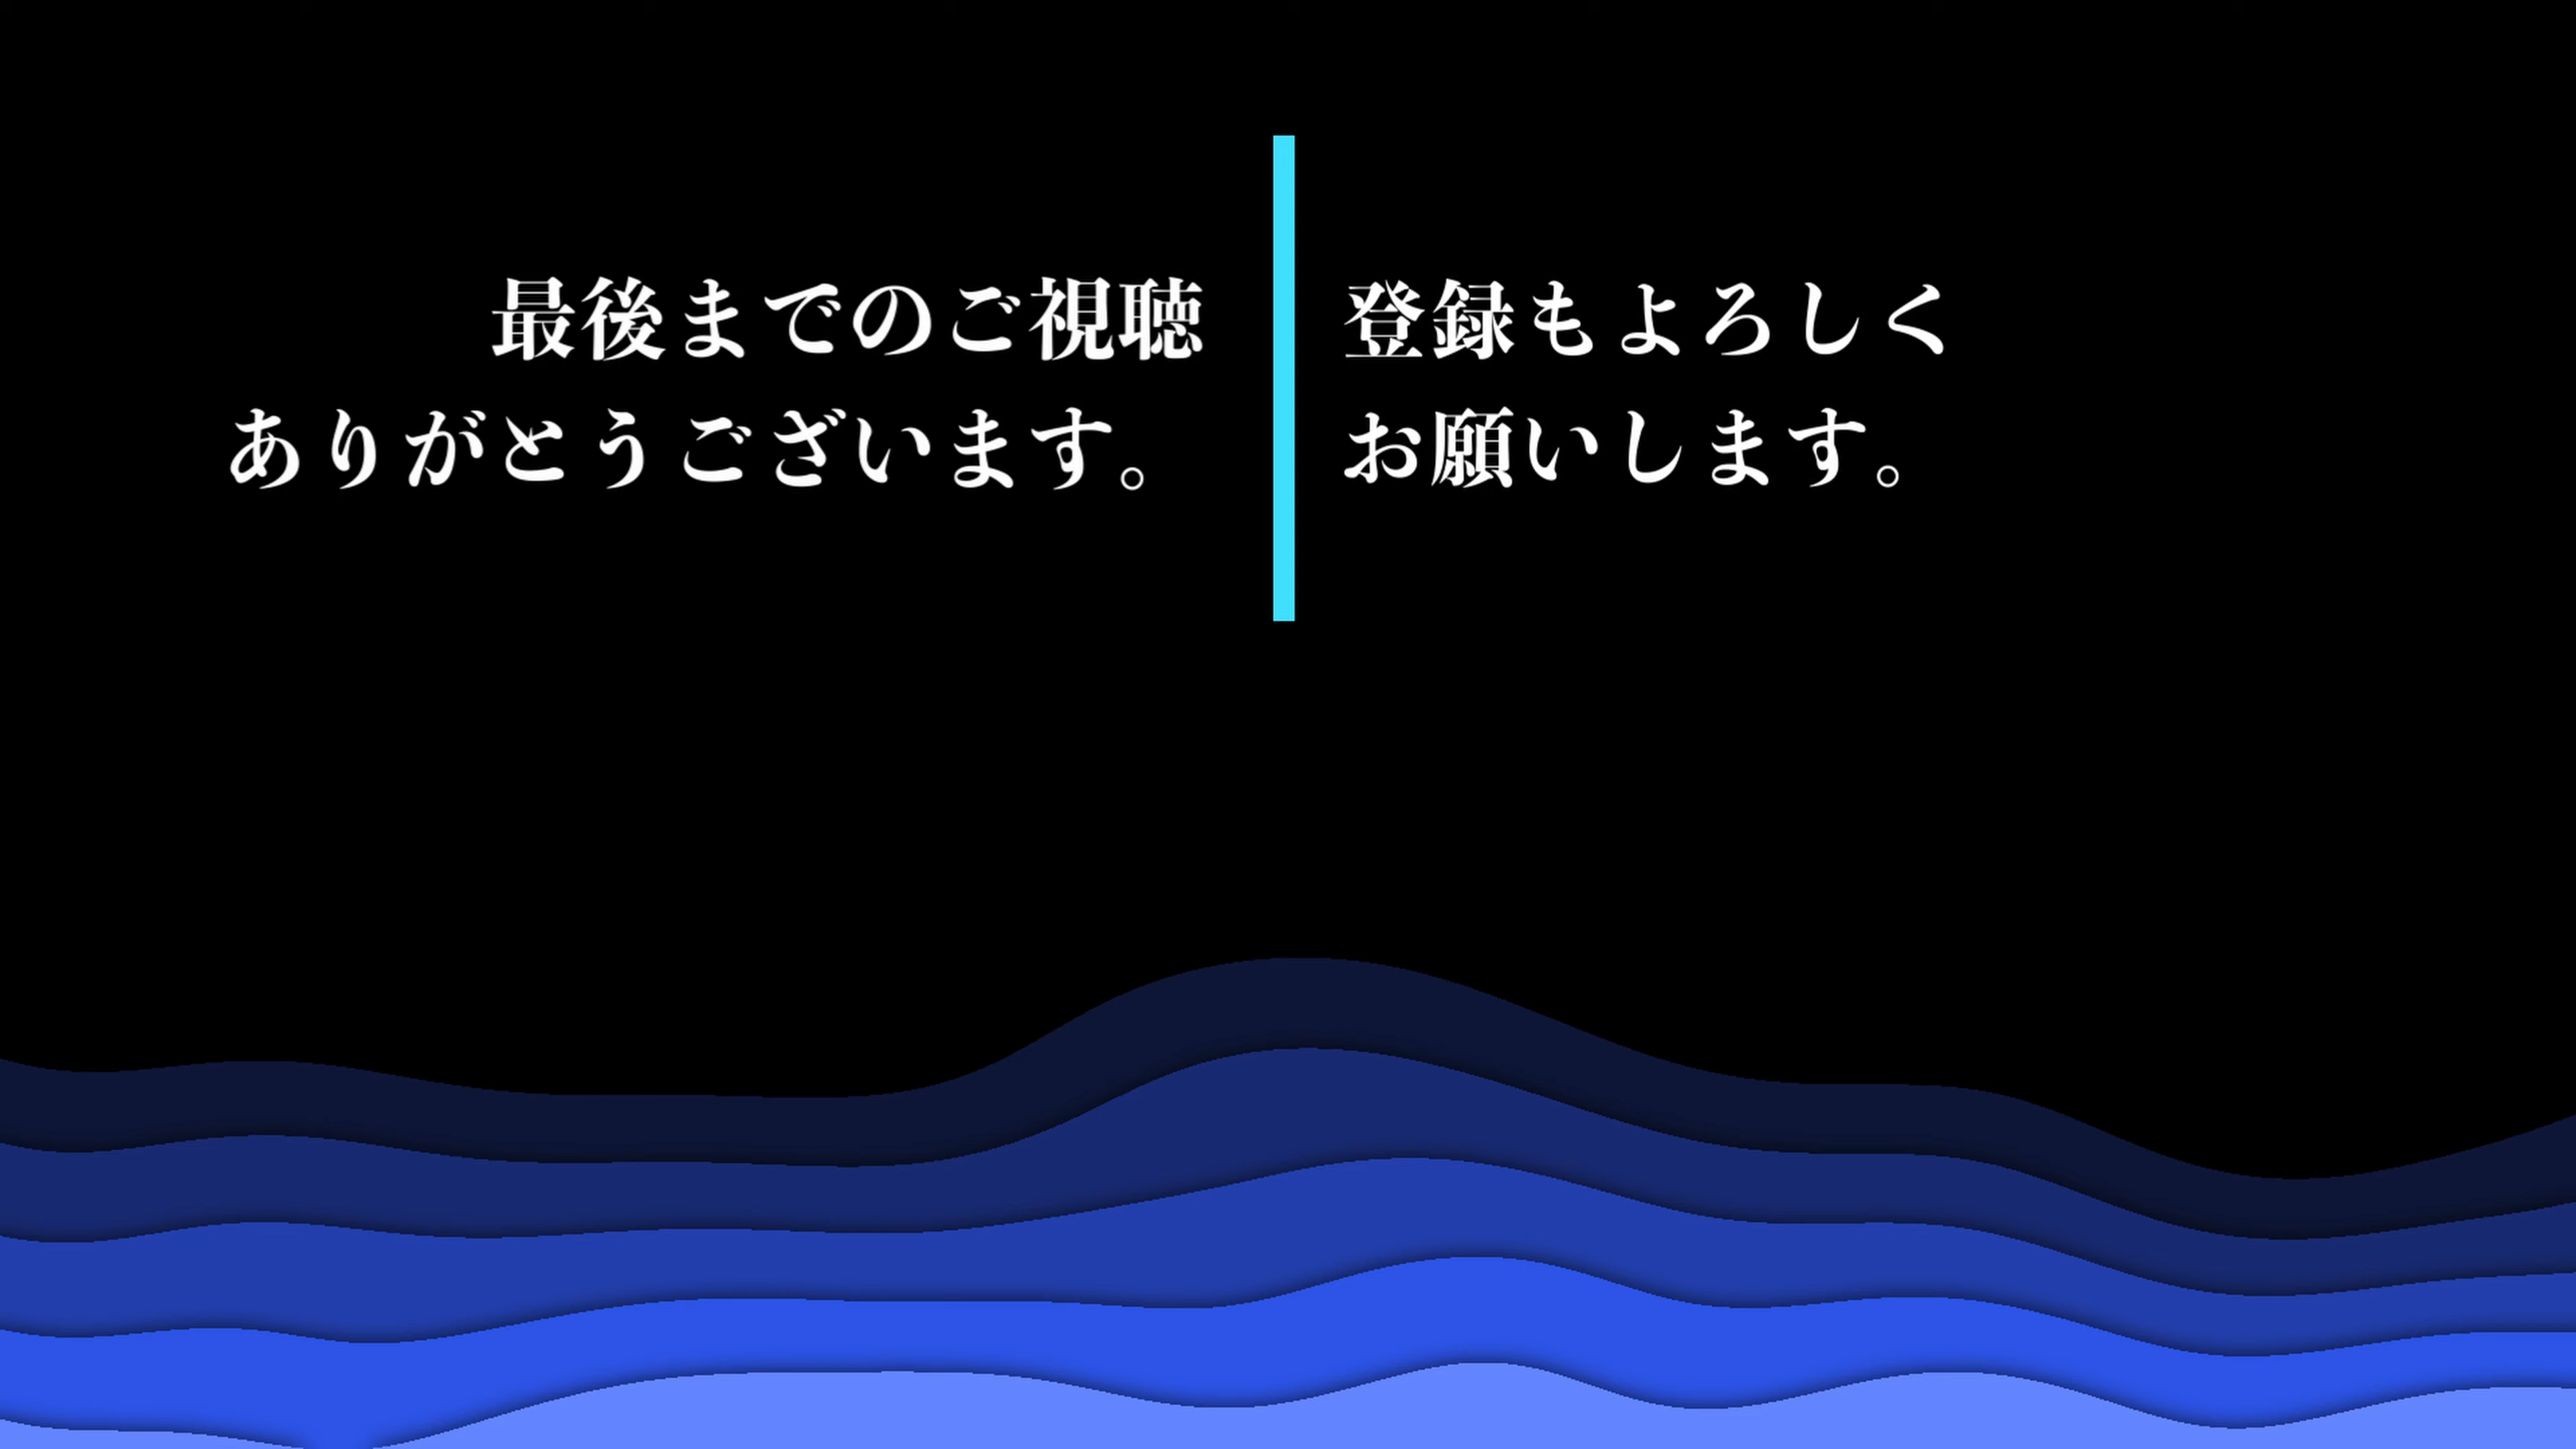 最後までのご視聴
ありがとうございます。
登録もよろしく
お願いします。